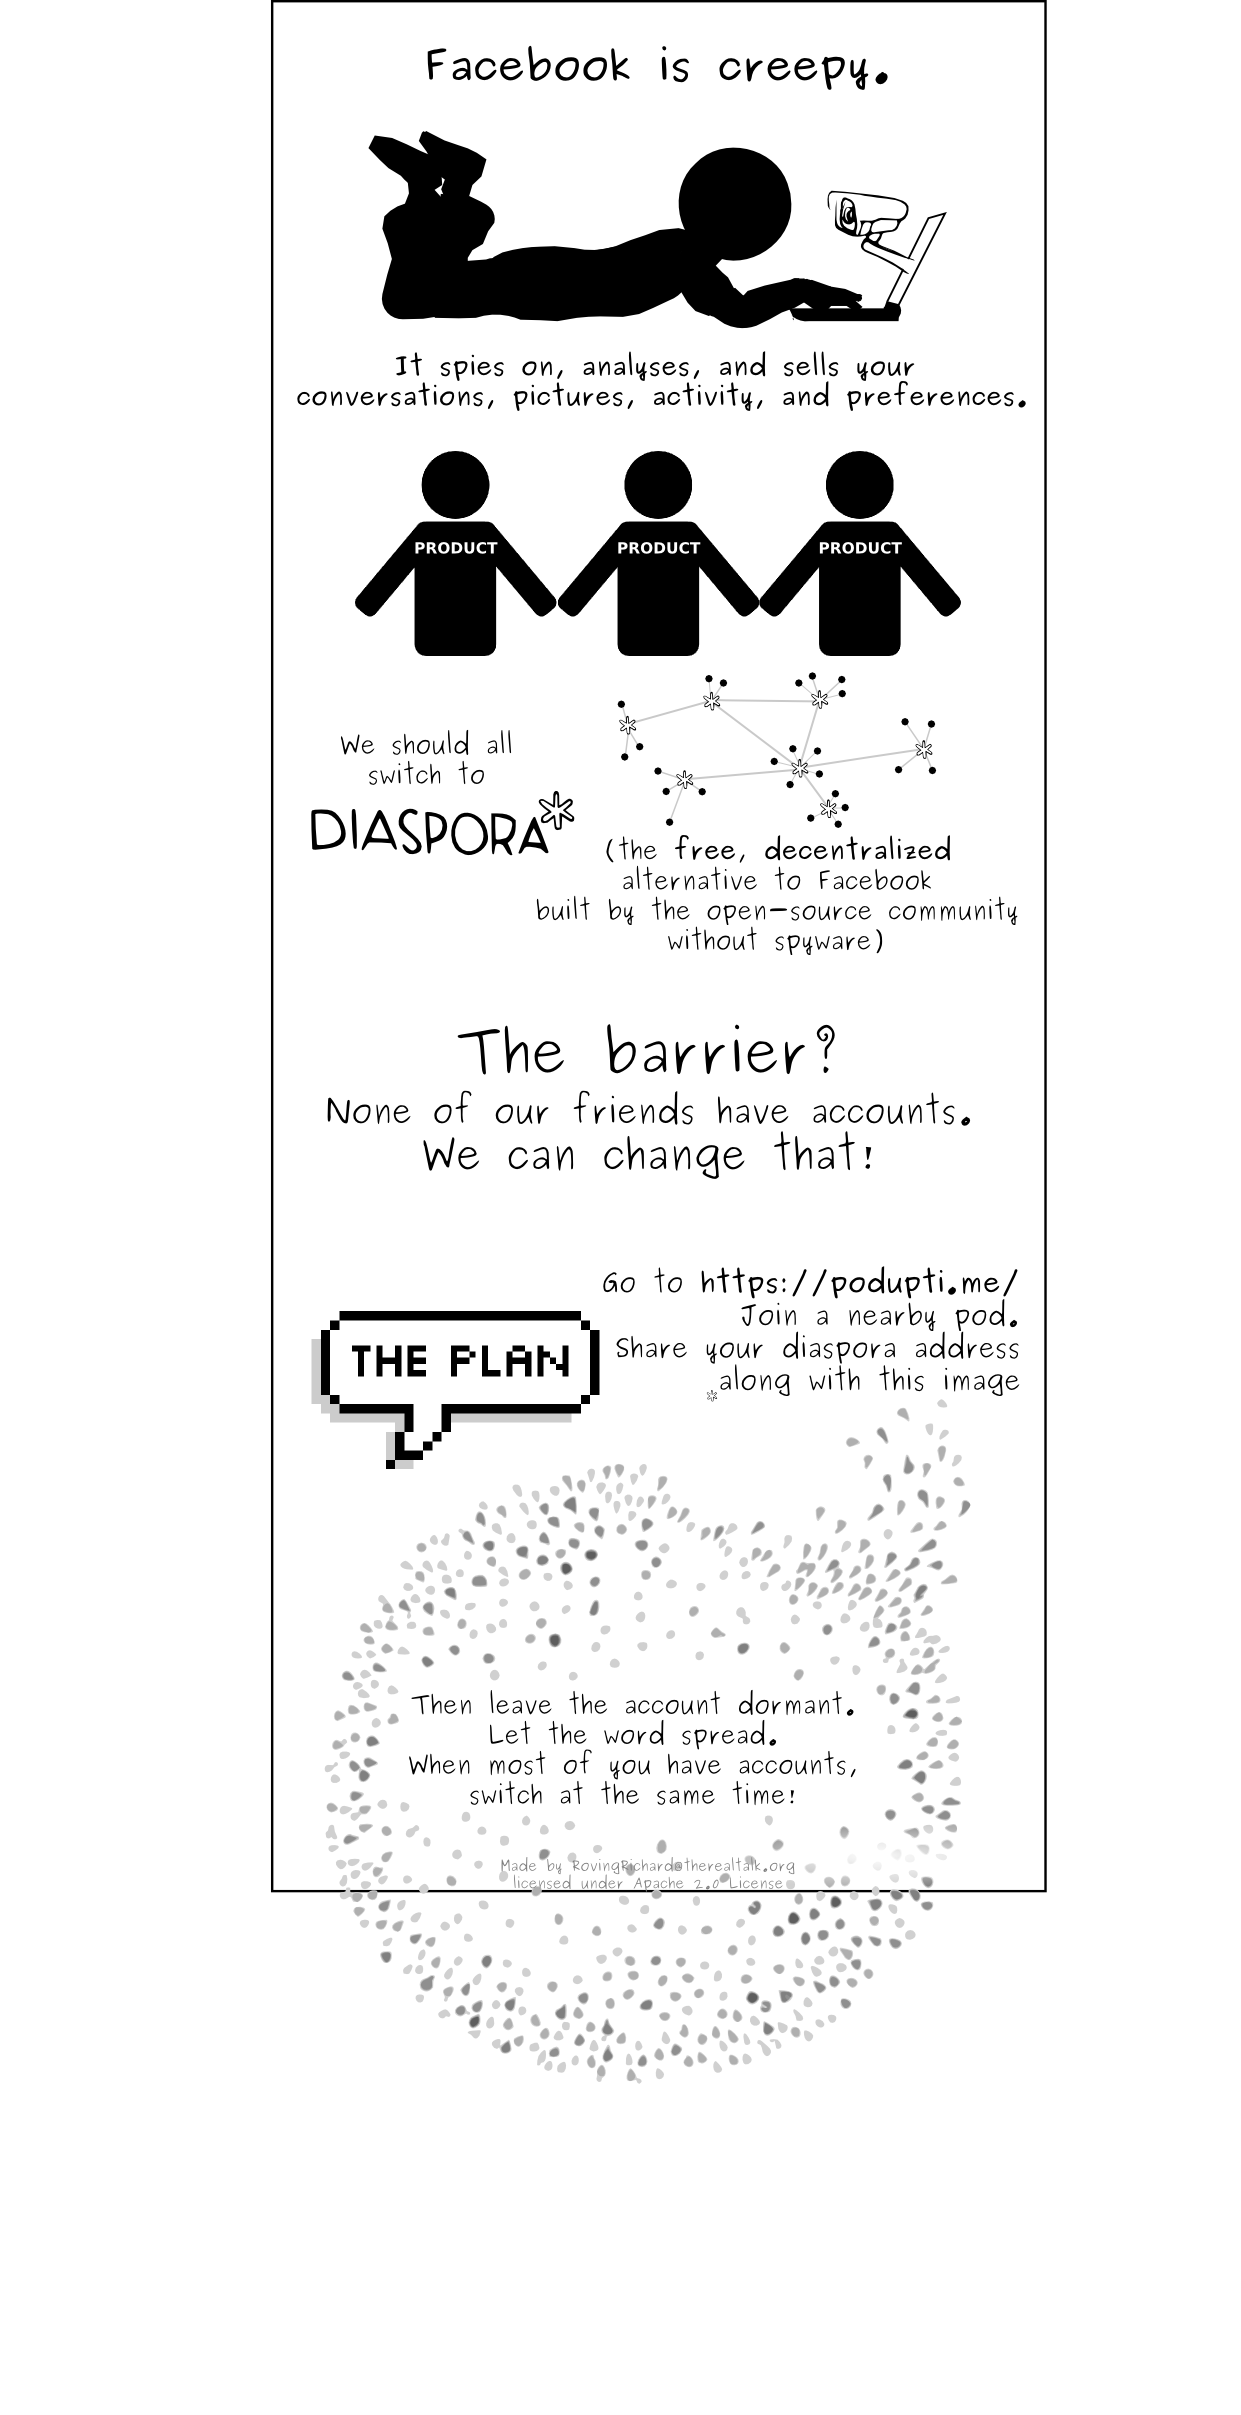 Facebook is creepy.
It spies on, analyses, and sells your
conversations, pictures, activity, and preferences.
PRODUCT PRODUCT PRODUCT
We should all
switch to
DIASPORA*
(the free, decentralized
alternative to Facebook
built by the open-source community
without spyware)
The barrier?
None of our friends have accounts.
We can change that!
THE PLAN
Go to https://podupti.me/
Join a nearby pod.
Share your diaspora address
along with this image
Then leave the account dormant.
Let the word spread.
When most of you have accounts,
switch at the same time!
Made by RovingRichard@therealtalk.org
licensed under Apache 2.0 License